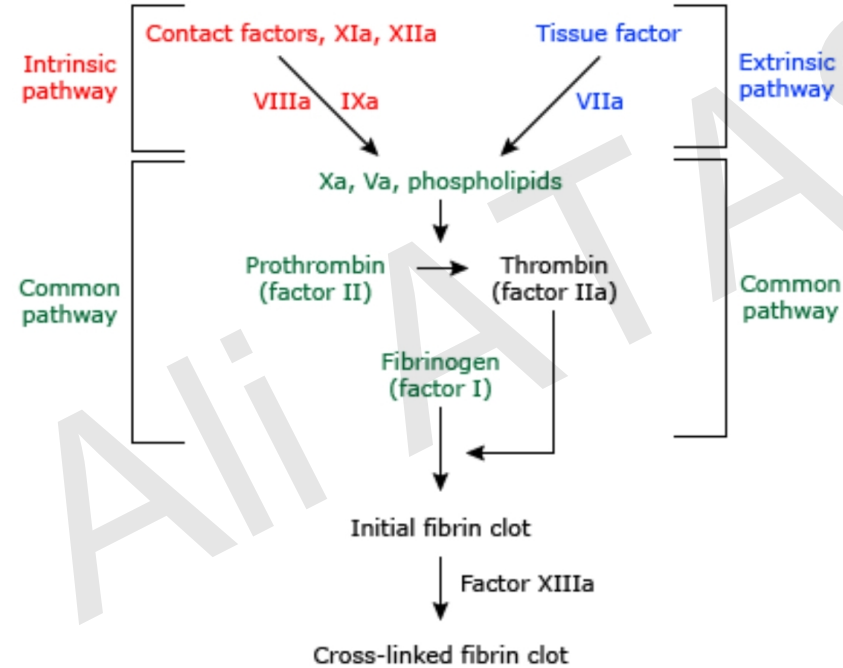 Contact factors, XIa, XIIa
Tissue factor
Intrinsic
pathway
Extrinsic
pathway
VIIIa IXa
VIIa
Xa, Va, phospholipids
Prothrombin
(factor II)
Thrombin
(factor IIa)
Common
pathway
Common
pathway
Fibrinogen
(factor I)
Initial fibrin clot
Factor XIIIa
Cross-linked fibrin clot
Ali ATAS